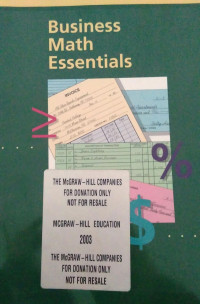 Business
Math
Essentials
INVOICE
%
$
THE McGRAW-HILL COMPANIES
FOR DONATION ONLY
NOT FOR RESALE
MCGRAW-HILL EDUCATION
2003
THE McGRAW-HILL COMPANIES
FOR DONATION ONLY
NOT FOR RESALE